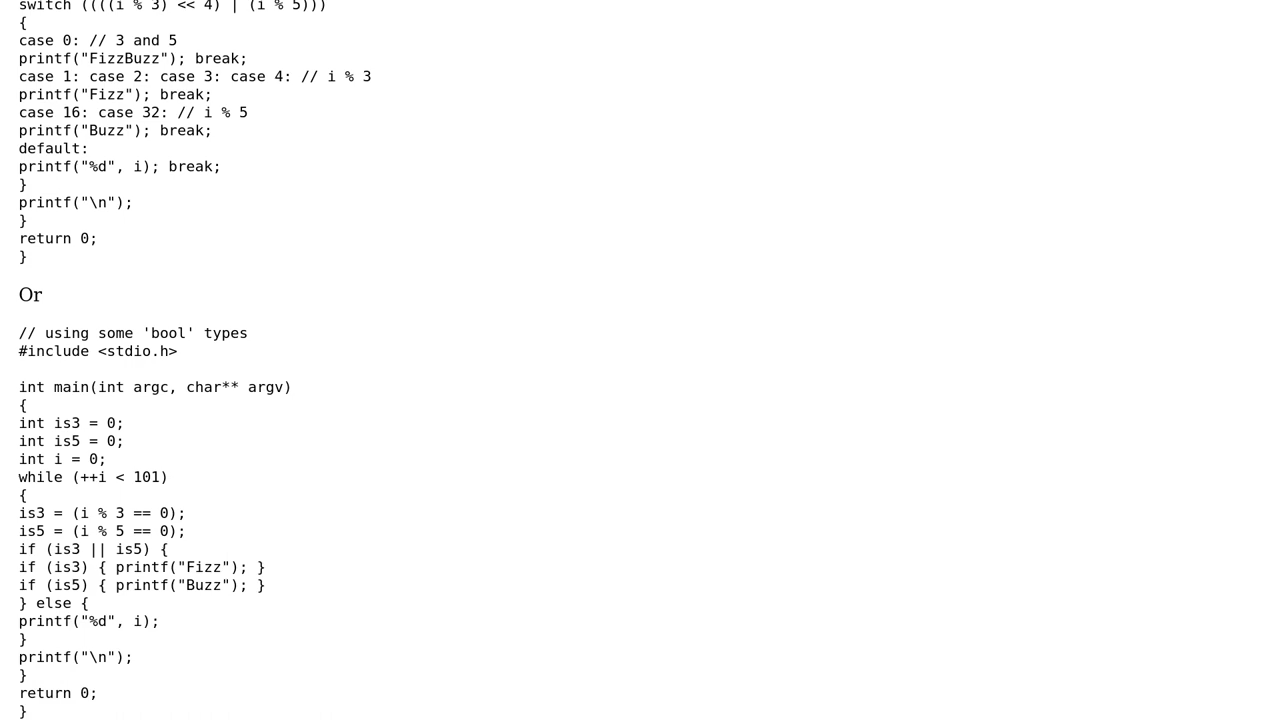 switch ((((i % 3) << 4) | (i % 5)))
{
case 0: // 3 and 5
printf("FizzBuzz"); break;
case 1: case 2: case 3: case 4: // i % 3
printf("Fizz"); break;
case 16: case 32: // i % 5
printf("Buzz"); break;
default:
printf("%d", i); break;
}
printf("\n");
}
return 0;
}
Or
// using some 'bool' types
#include <stdio.h>
int main(int argc, char** argv)
{
int is3 = 0;
int is5 = 0;
int i = 0;
while (++i < 101)
{
is3 = (i % 3 == 0);
is5 = (i % 5 == 0);
if (is3 || is5) {
if (is3) { printf("Fizz"); }
if (is5) { printf("Buzz"); }
} else {
printf("%d", i);
}
printf("\n");
}
return 0;
}